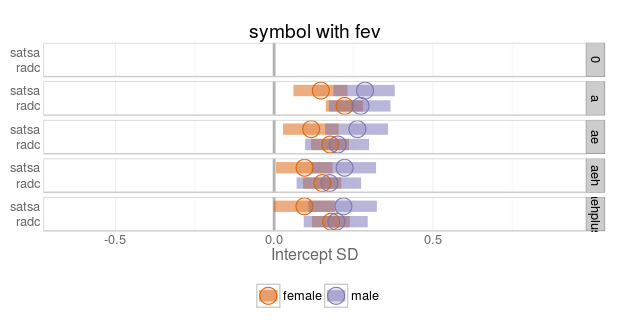 symbol with fev
satsa
radc
0
satsa
radc
a
satsa
radc
ae
satsa
radc
aeh
satsa
radc
-0.5
0.0
0.5
Intercept SD
female
male